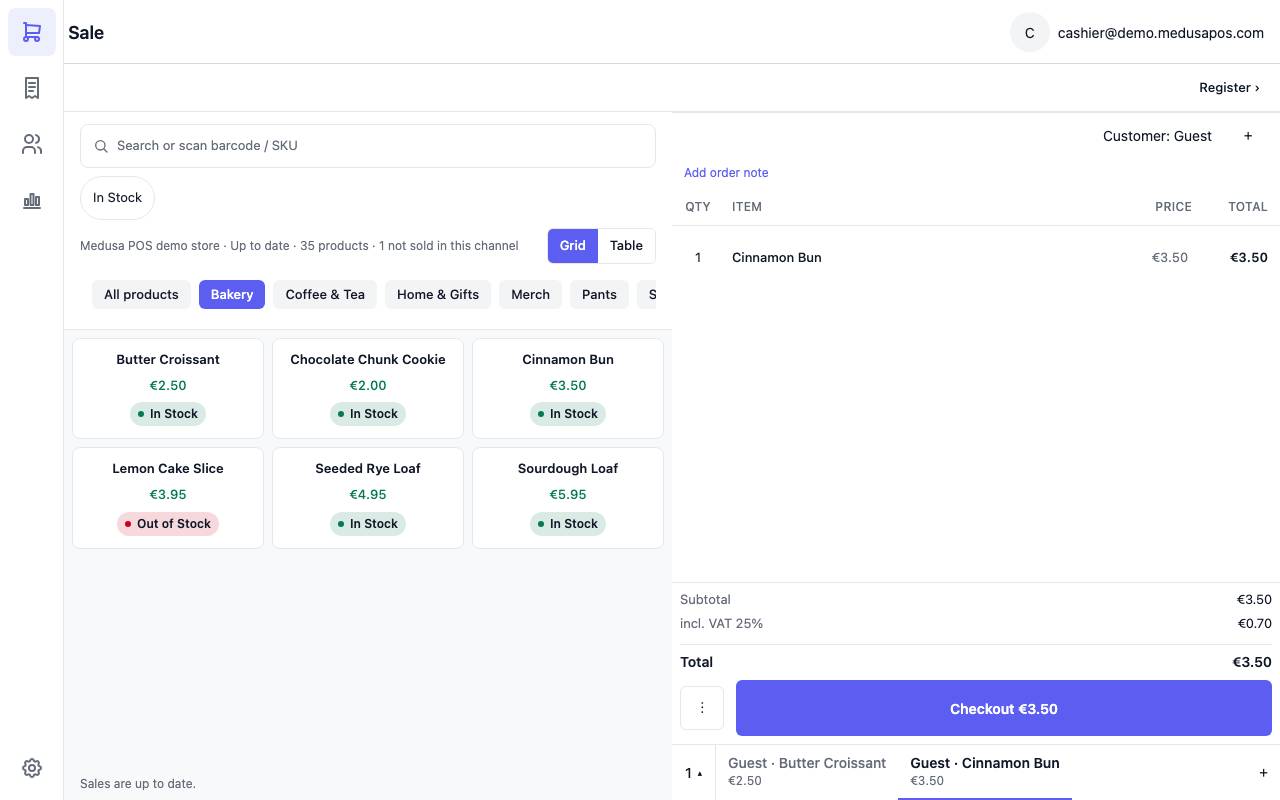 Sale
C
cashier@demo.medusapos.com
Register ›
Search or scan barcode / SKU
In Stock
Medusa POS demo store · Up to date · 35 products · 1 not sold in this channel
Grid
Table
All products
Bakery
Coffee & Tea
Home & Gifts
Merch
Pants
S
Butter Croissant
€2.50
In Stock
Chocolate Chunk Cookie
€2.00
In Stock
Cinnamon Bun
€3.50
In Stock
Lemon Cake Slice
€3.95
Out of Stock
Seeded Rye Loaf
€4.95
In Stock
Sourdough Loaf
€5.95
In Stock
Sales are up to date.
Customer: Guest
+
Add order note
QTY ITEM PRICE TOTAL
1 Cinnamon Bun €3.50 €3.50
Subtotal €3.50
incl. VAT 25% €0.70
Total €3.50
⋮
Checkout €3.50
1 ▴
Guest · Butter Croissant
€2.50
Guest · Cinnamon Bun
€3.50
+